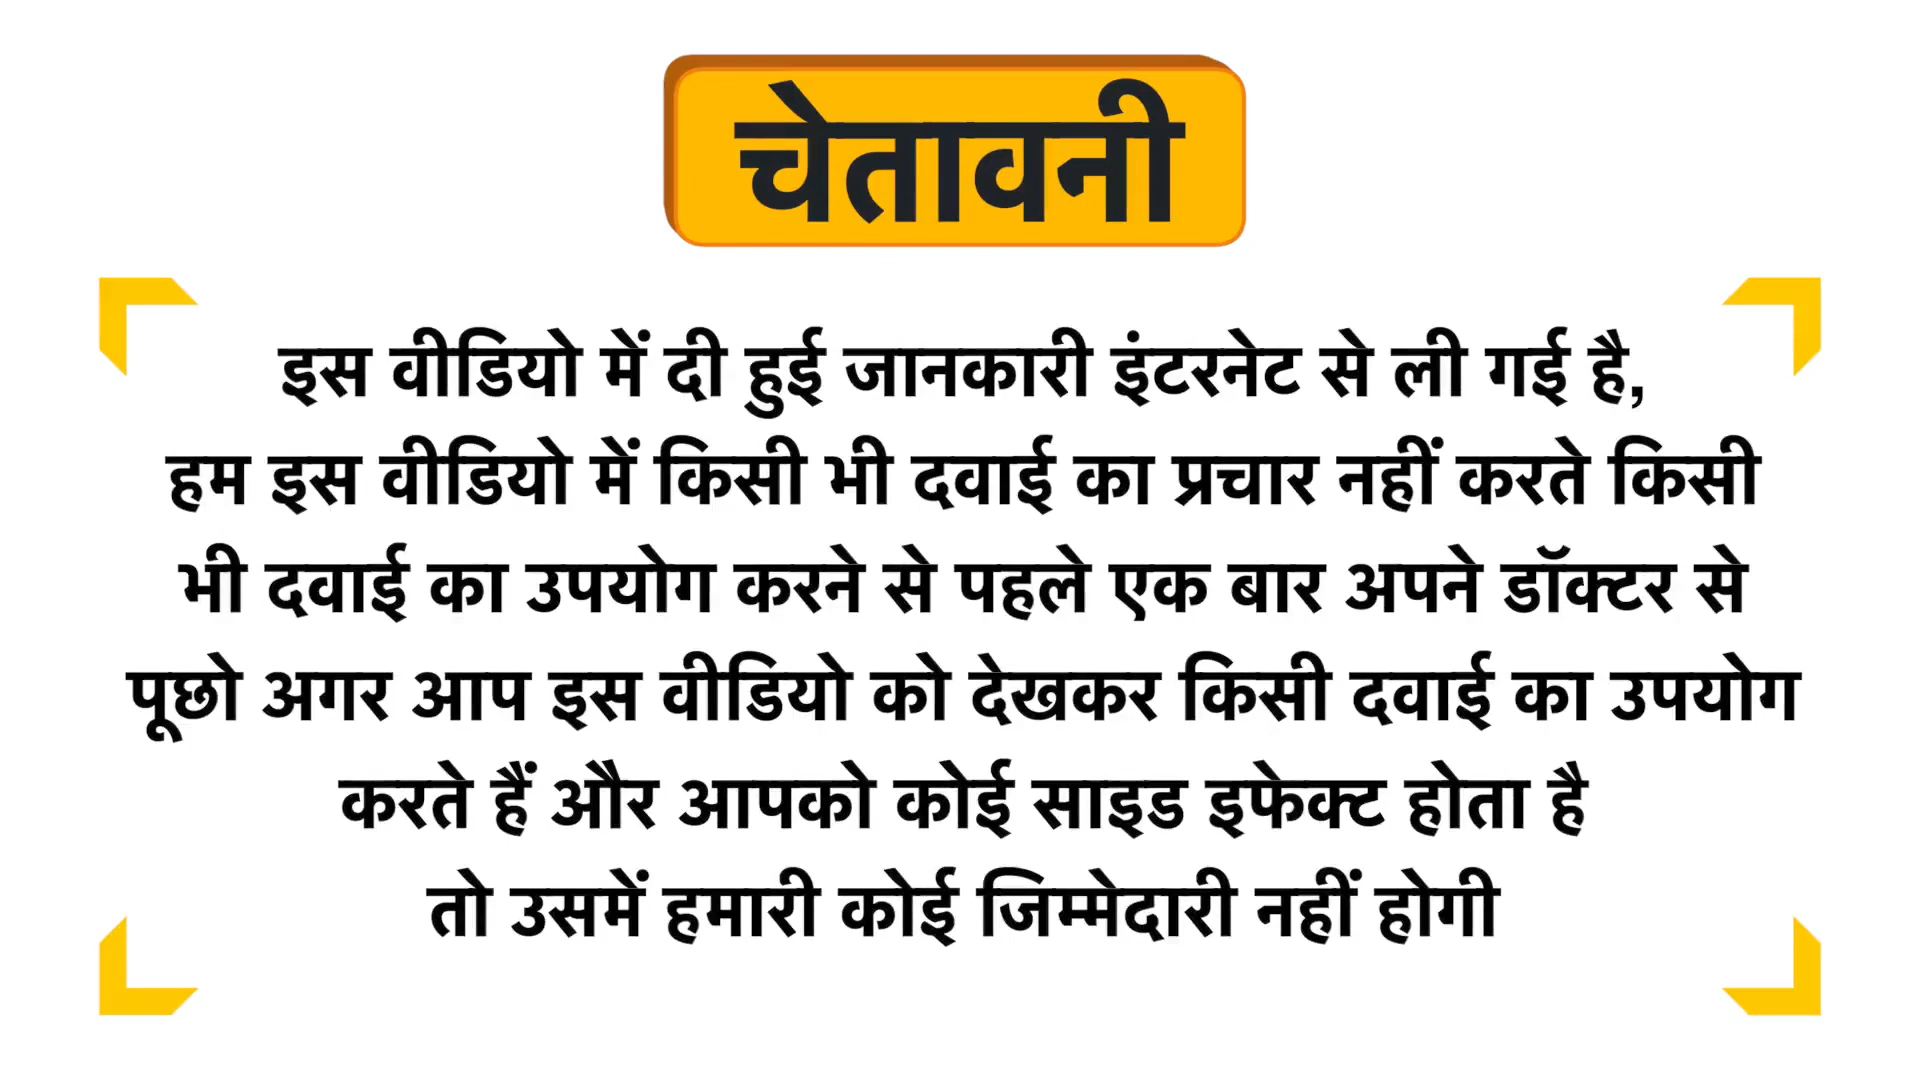 चेतावनी
इस वीडियो में दी हुई जानकारी इंटरनेट से ली गई है,
हम इस वीडियो में किसी भी दवाई का प्रचार नहीं करते किसी
भी दवाई का उपयोग करने से पहले एक बार अपने डॉक्टर से
पूछो अगर आप इस वीडियो को देखकर किसी दवाई का उपयोग
करते हैं और आपको कोई साइड इफेक्ट होता है
तो उसमें हमारी कोई जिम्मेदारी नहीं होगी